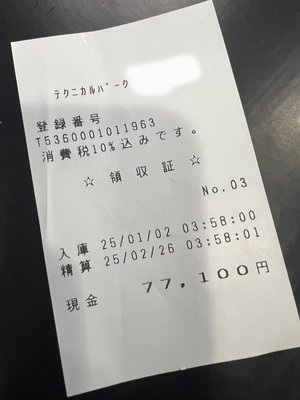 テクニカルパーク
登録番号
T5360001011963
消費税10%込みです。
☆ 領 収 証 ☆
No.03
入庫 25/01/02 03:58:00
精算 25/02/26 03:58:01
現金 77,100円